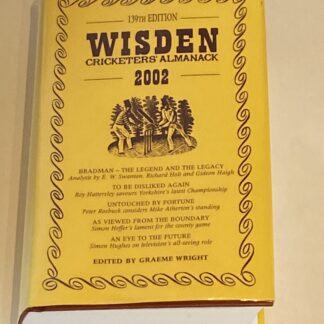 139TH EDITION
WISDEN
CRICKETERS' ALMANACK
2002
BRADMAN – THE LEGEND AND THE LEGACY
Analysis by E. W. Swanton, Richard Holt and Gideon Haigh
TO BE DISLIKED AGAIN
Roy Hattersley savours Yorkshire's latest Championship
UNTOUCHED BY FORTUNE
Peter Roebuck considers Mike Atherton's standing
AS VIEWED FROM THE BOUNDARY
Simon Heffer's lament for the county game
AN EYE TO THE FUTURE
Simon Hughes on television's all-seeing role
EDITED BY GRAEME WRIGHT